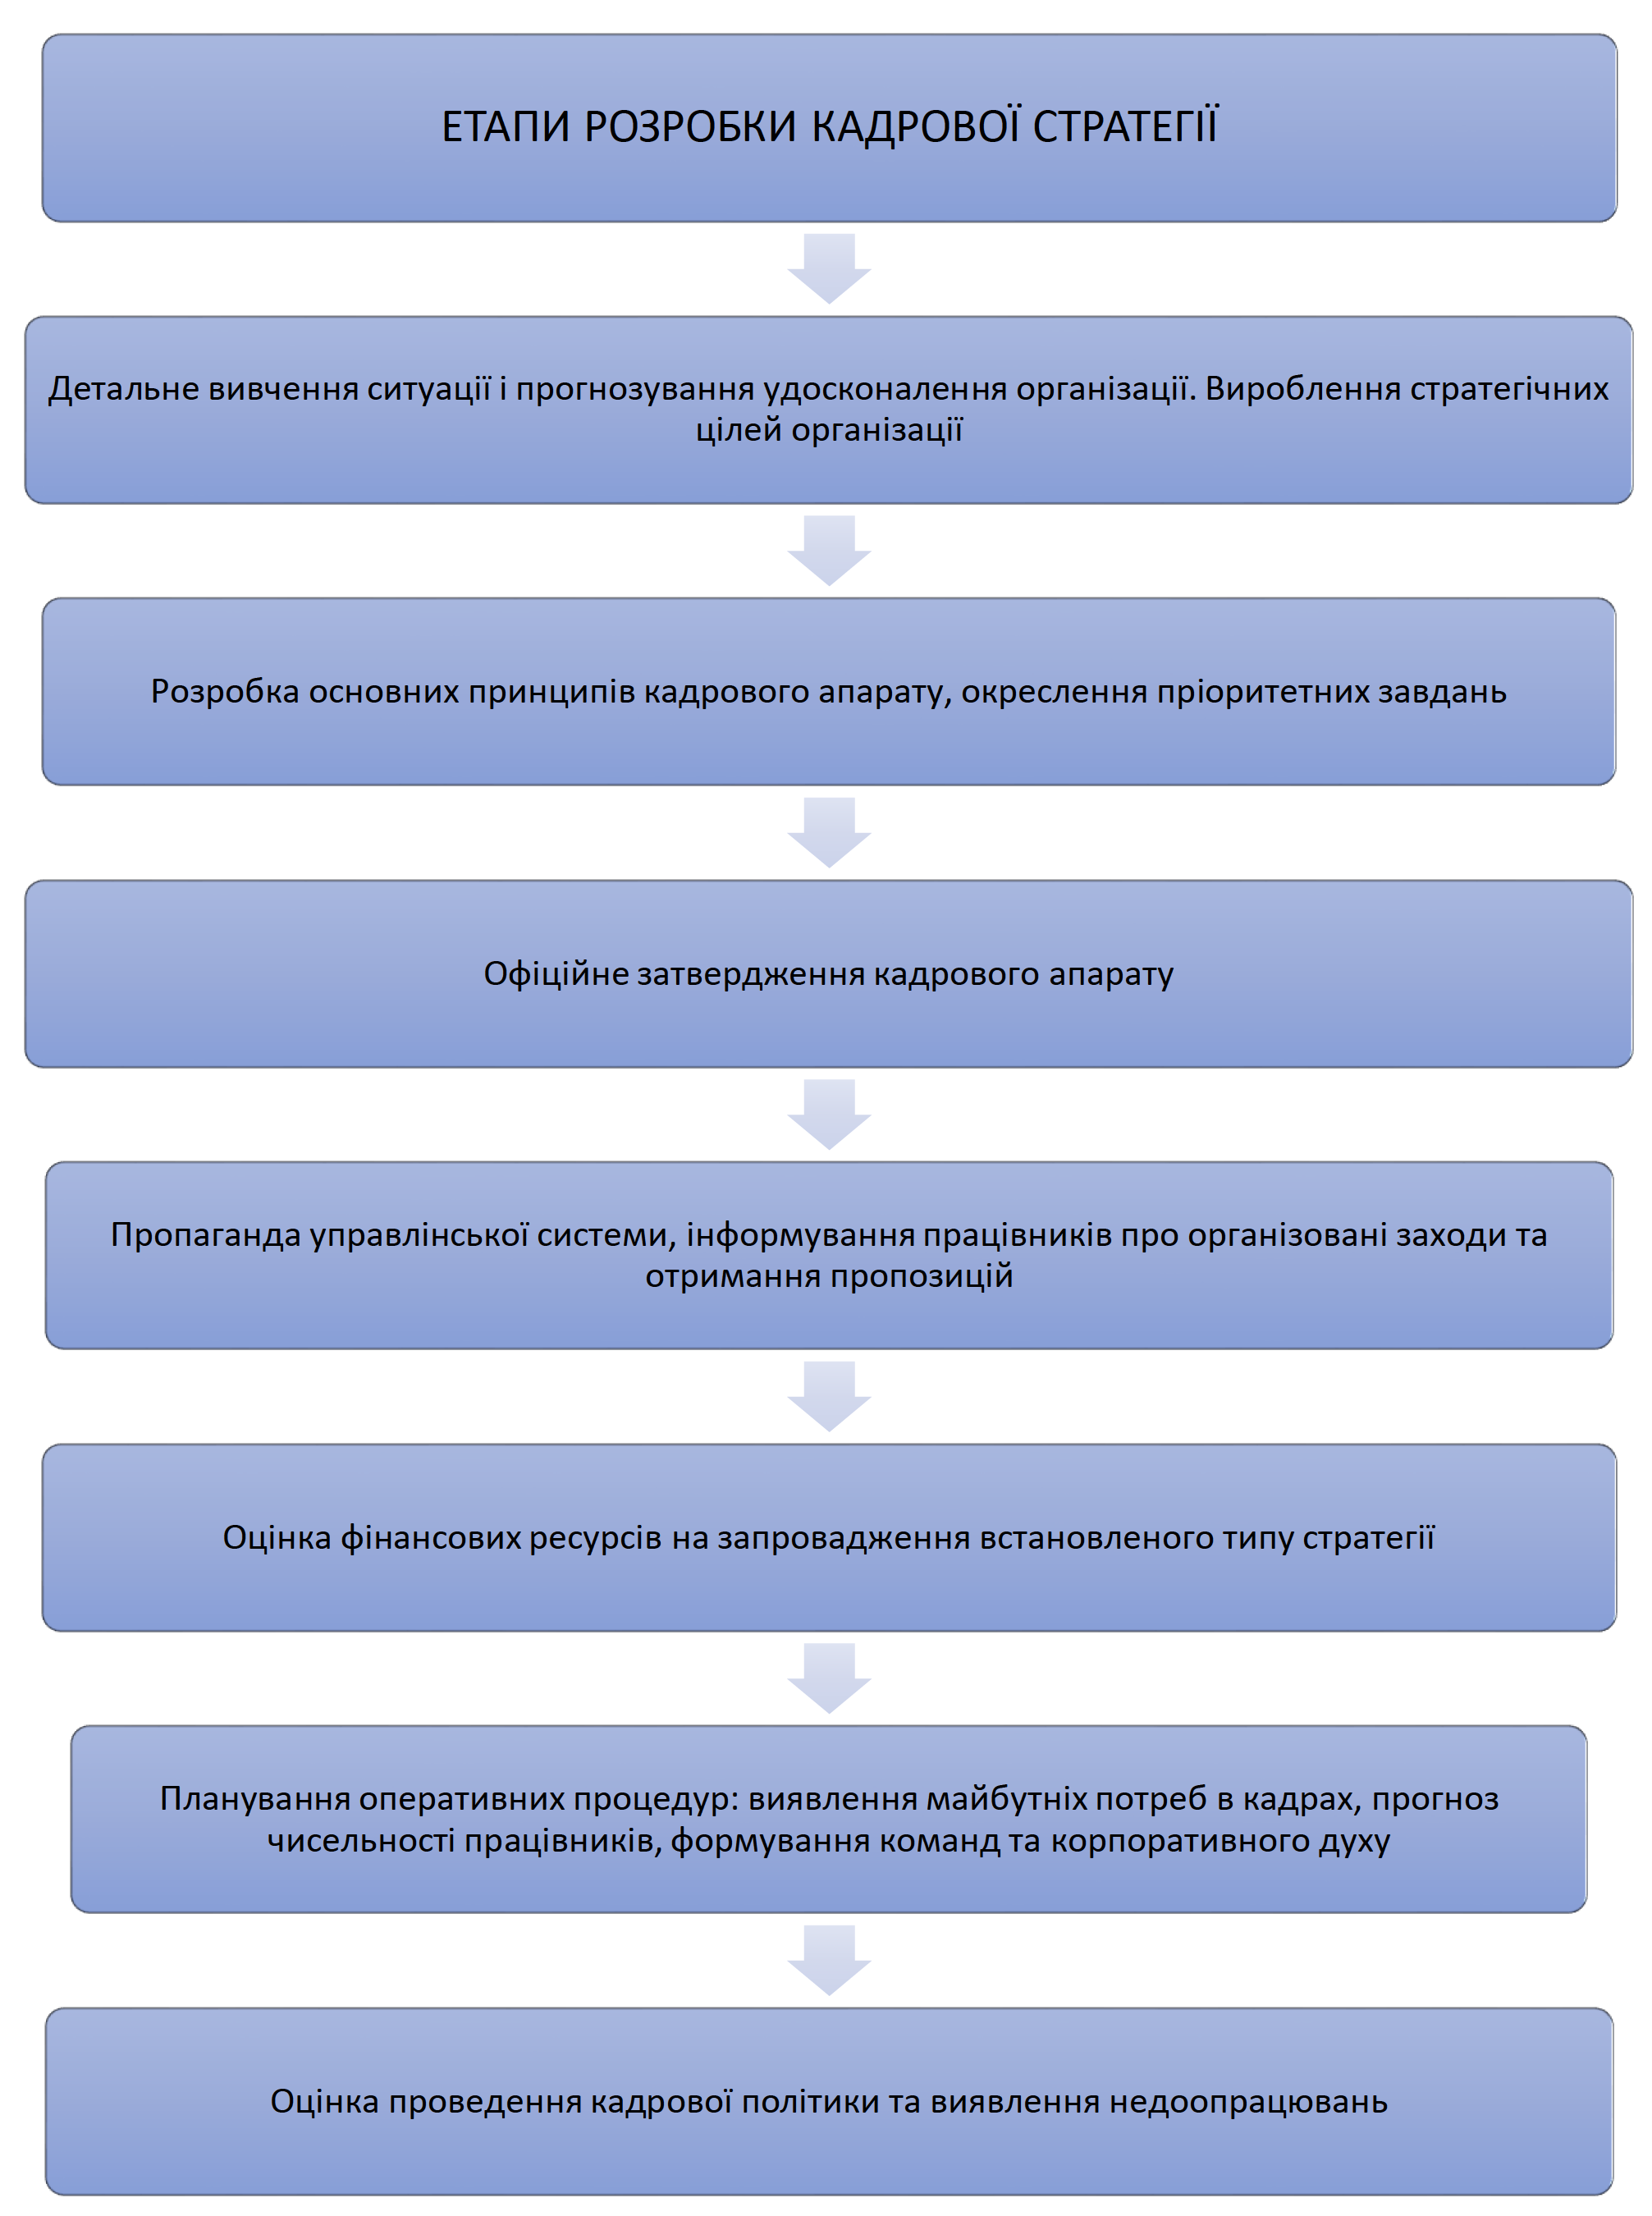 ЕТАПИ РОЗРОБКИ КАДРОВОЇ СТРАТЕГІЇ
Детальне вивчення ситуації і прогнозування удосконалення організації. Вироблення стратегічних
цілей організації
Розробка основних принципів кадрового апарату, окреслення пріоритетних завдань
Офіційне затвердження кадрового апарату
Пропаганда управлінської системи, інформування працівників про організовані заходи та
отримання пропозицій
Оцінка фінансових ресурсів на запровадження встановленого типу стратегії
Планування оперативних процедур: виявлення майбутніх потреб в кадрах, прогноз
чисельності працівників, формування команд та корпоративного духу
Оцінка проведення кадрової політики та виявлення недоопрацювань